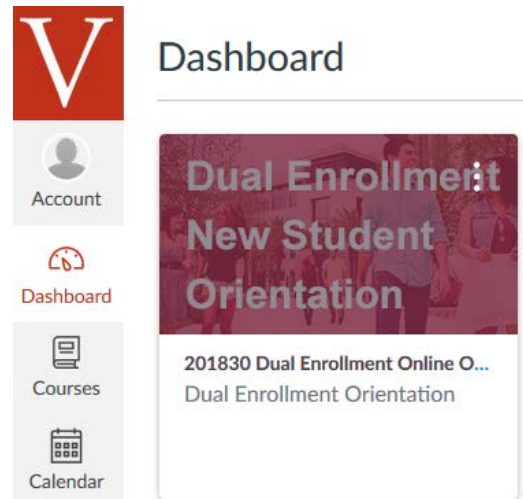 V
Dashboard
Account
Dashboard
Courses
Calendar
Dual Enrollment
New Student
Orientation
201830 Dual Enrollment Online O...
Dual Enrollment Orientation